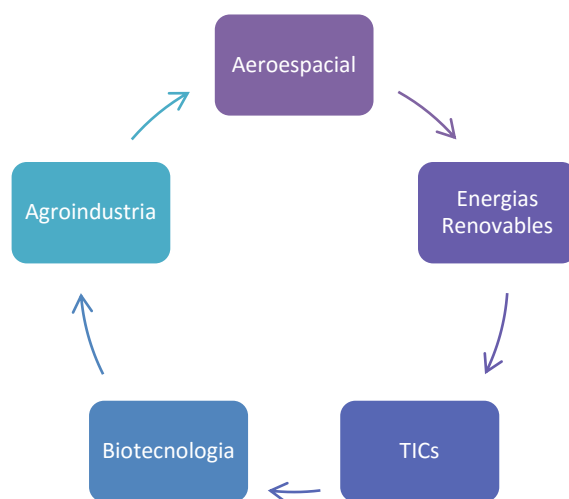 Aeroespacial
Energias
Renovables
TICs
Biotecnologia
Agroindustria